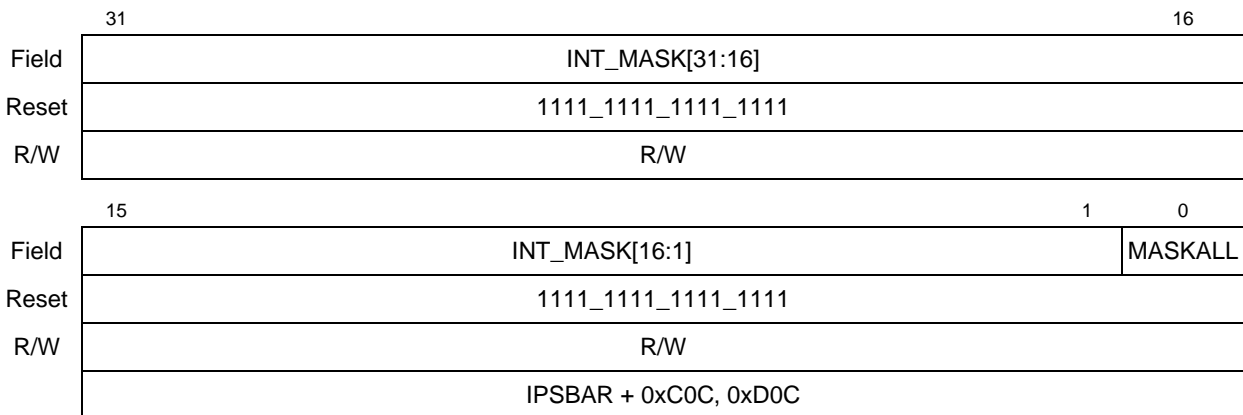 31 16
Field INT_MASK[31:16]
Reset 1111_1111_1111_1111
R/W R/W
15 1 0
Field INT_MASK[16:1] MASKALL
Reset 1111_1111_1111_1111
R/W R/W
IPSBAR + 0xC0C, 0xD0C